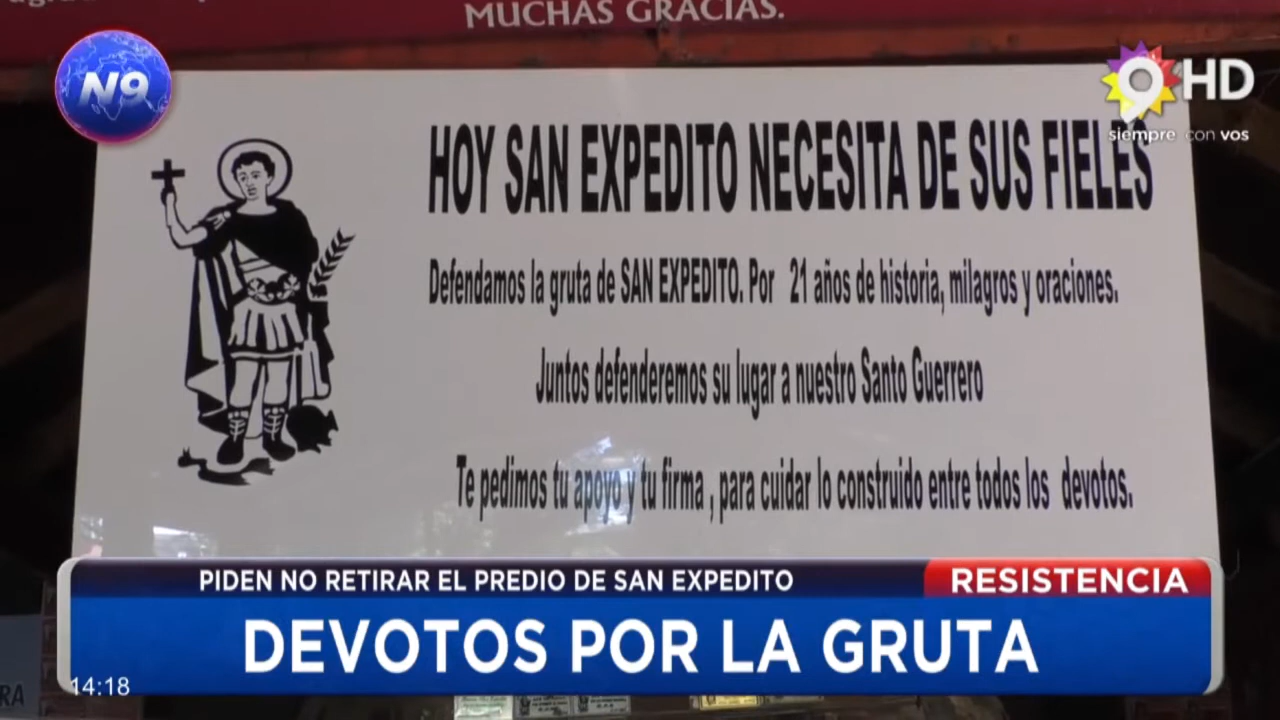 MUCHAS GRACIAS.
N9
9 HD
siempre con vos
HOY SAN EXPEDITO NECESITA DE SUS FIELES
Defendamos la gruta de SAN EXPEDITO. Por 21 años de historia, milagros y oraciones.
Juntos defenderemos su lugar a nuestro Santo Guerrero
Te pedimos tu apoyo y tu firma , para cuidar lo construido entre todos los devotos.
PIDEN NO RETIRAR EL PREDIO DE SAN EXPEDITO
RESISTENCIA
DEVOTOS POR LA GRUTA
14:18